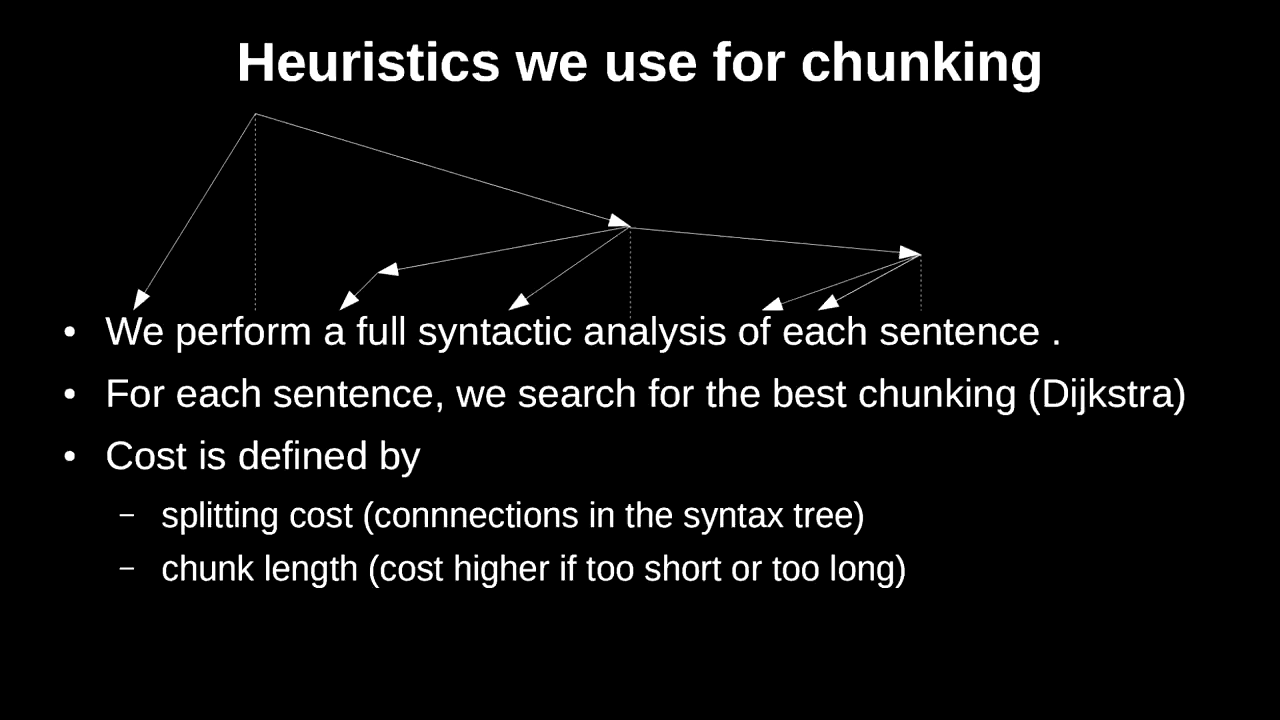 Heuristics we use for chunking
• We perform a full syntactic analysis of each sentence .
• For each sentence, we search for the best chunking (Dijkstra)
• Cost is defined by
– splitting cost (connnections in the syntax tree)
– chunk length (cost higher if too short or too long)